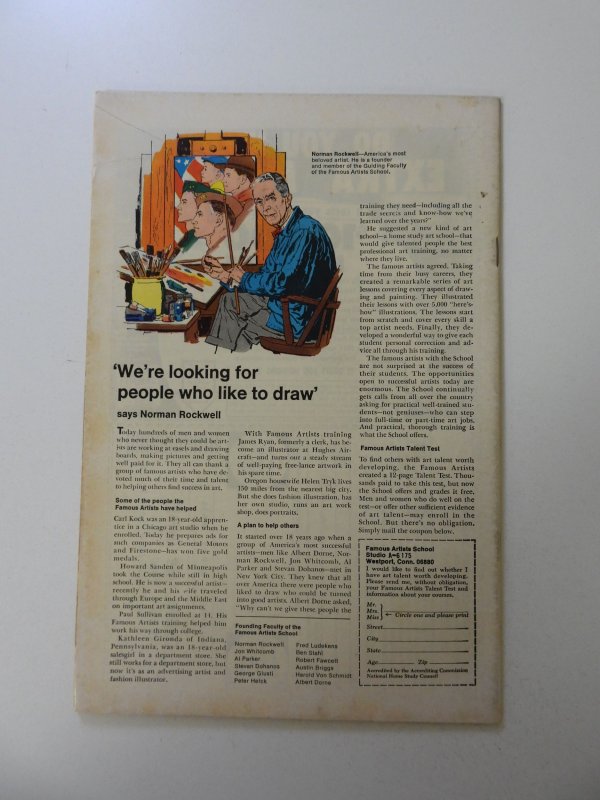 Norman Rockwell—America's most
beloved artist. He is a founder
and member of the Guiding Faculty
of the Famous Artists School.
'We're looking for
people who like to draw'
says Norman Rockwell
Today hundreds of men and women
who never thought they could be art-
ists are working at easels and drawing
boards, making pictures and getting
well paid for it. They all can thank a
group of famous artists who have de-
voted much of their time and talent
to helping others find success in art.
Some of the people the
Famous Artists have helped
Carl Kock was an 18-year-old appren-
tice in a Chicago art studio when he
enrolled. Today he prepares ads for
such companies as General Motors
and Firestone—has won five gold
medals.
Howard Sanden of Minneapolis
took the Course while still in high
school. He is now a successful artist—
recently he and his wife traveled
through Europe and the Middle East
on important art assignments.
Paul Sullivan enrolled at 41. His
Famous Artists training helped him
work his way through college.
Kathleen Gironda of Indiana,
Pennsylvania, was an 18-year-old
salesgirl in a department store. She
still works for a department store, but
now it's as an advertising artist and
fashion illustrator.
With Famous Artists training
James Ryan, formerly a clerk, has be-
come an illustrator at Hughes Air-
craft—and turns out a steady stream
of well-paying free-lance artwork in
his spare time.
Oregon housewife Helen Tryk lives
150 miles from the nearest big city.
But she does fashion illustration, has
her own studio, runs an art work
shop, does portraits.
A plan to help others
It started over 18 years ago when a
group of America's most successful
artists—men like Albert Dorne, Nor-
man Rockwell, Jon Whitcomb, Al
Parker and Stevan Dohanos—met in
New York City. They knew that all
over America there were people who
liked to draw who could be turned
into good artists. Albert Dorne asked,
"Why can't we give these people the
Founding Faculty of the
Famous Artists School
Norman Rockwell
Jon Whitcomb
Al Parker
Stevan Dohanos
George Giusti
Peter Helck
Fred Ludekens
Ben Stahl
Robert Fawcett
Austin Briggs
Harold Von Schmidt
Albert Dorne
training they need—including all the
trade secrets and know-how we've
learned over the years?"
He suggested a new kind of art
school—a home study art school—that
would give talented people the best
professional art training, no matter
where they live.
The famous artists agreed. Taking
time from their busy careers, they
created a remarkable series of art
lessons covering every aspect of draw-
ing and painting. They illustrated
their lessons with over 5,000 "here's-
how" illustrations. The lessons start
from scratch and cover every skill a
top artist needs. Finally, they de-
veloped a wonderful way to give each
student personal correction and ad-
vice all through his training.
The famous artists with the School
are not surprised at the success of
their students. The opportunities
open to successful artists today are
enormous. The School continually
gets calls from all over the country
asking for practical well-trained stu-
dents—not geniuses—who can step
into full-time or part-time art jobs.
And practical, thorough training is
what the School offers.
Famous Artists Talent Test
To find others with art talent worth
developing, the Famous Artists
created a 12-page Talent Test. Thou-
sands paid to take this test, but now
the School offers and grades it free.
Men and women who do well on the
test—or offer other sufficient evidence
of art talent—may enroll in the
School. But there's no obligation.
Simply mail the coupon below.
Famous Artists School
Studio A-6175
Westport, Conn. 06880
I would like to find out whether I
have art talent worth developing.
Please send me, without obligation,
your Famous Artists Talent Test and
information about your courses.
Mr.
Mrs.
Miss
Circle one and please print
Street
City
State
Age Zip
Accredited by the Accrediting Commission
National Home Study Council